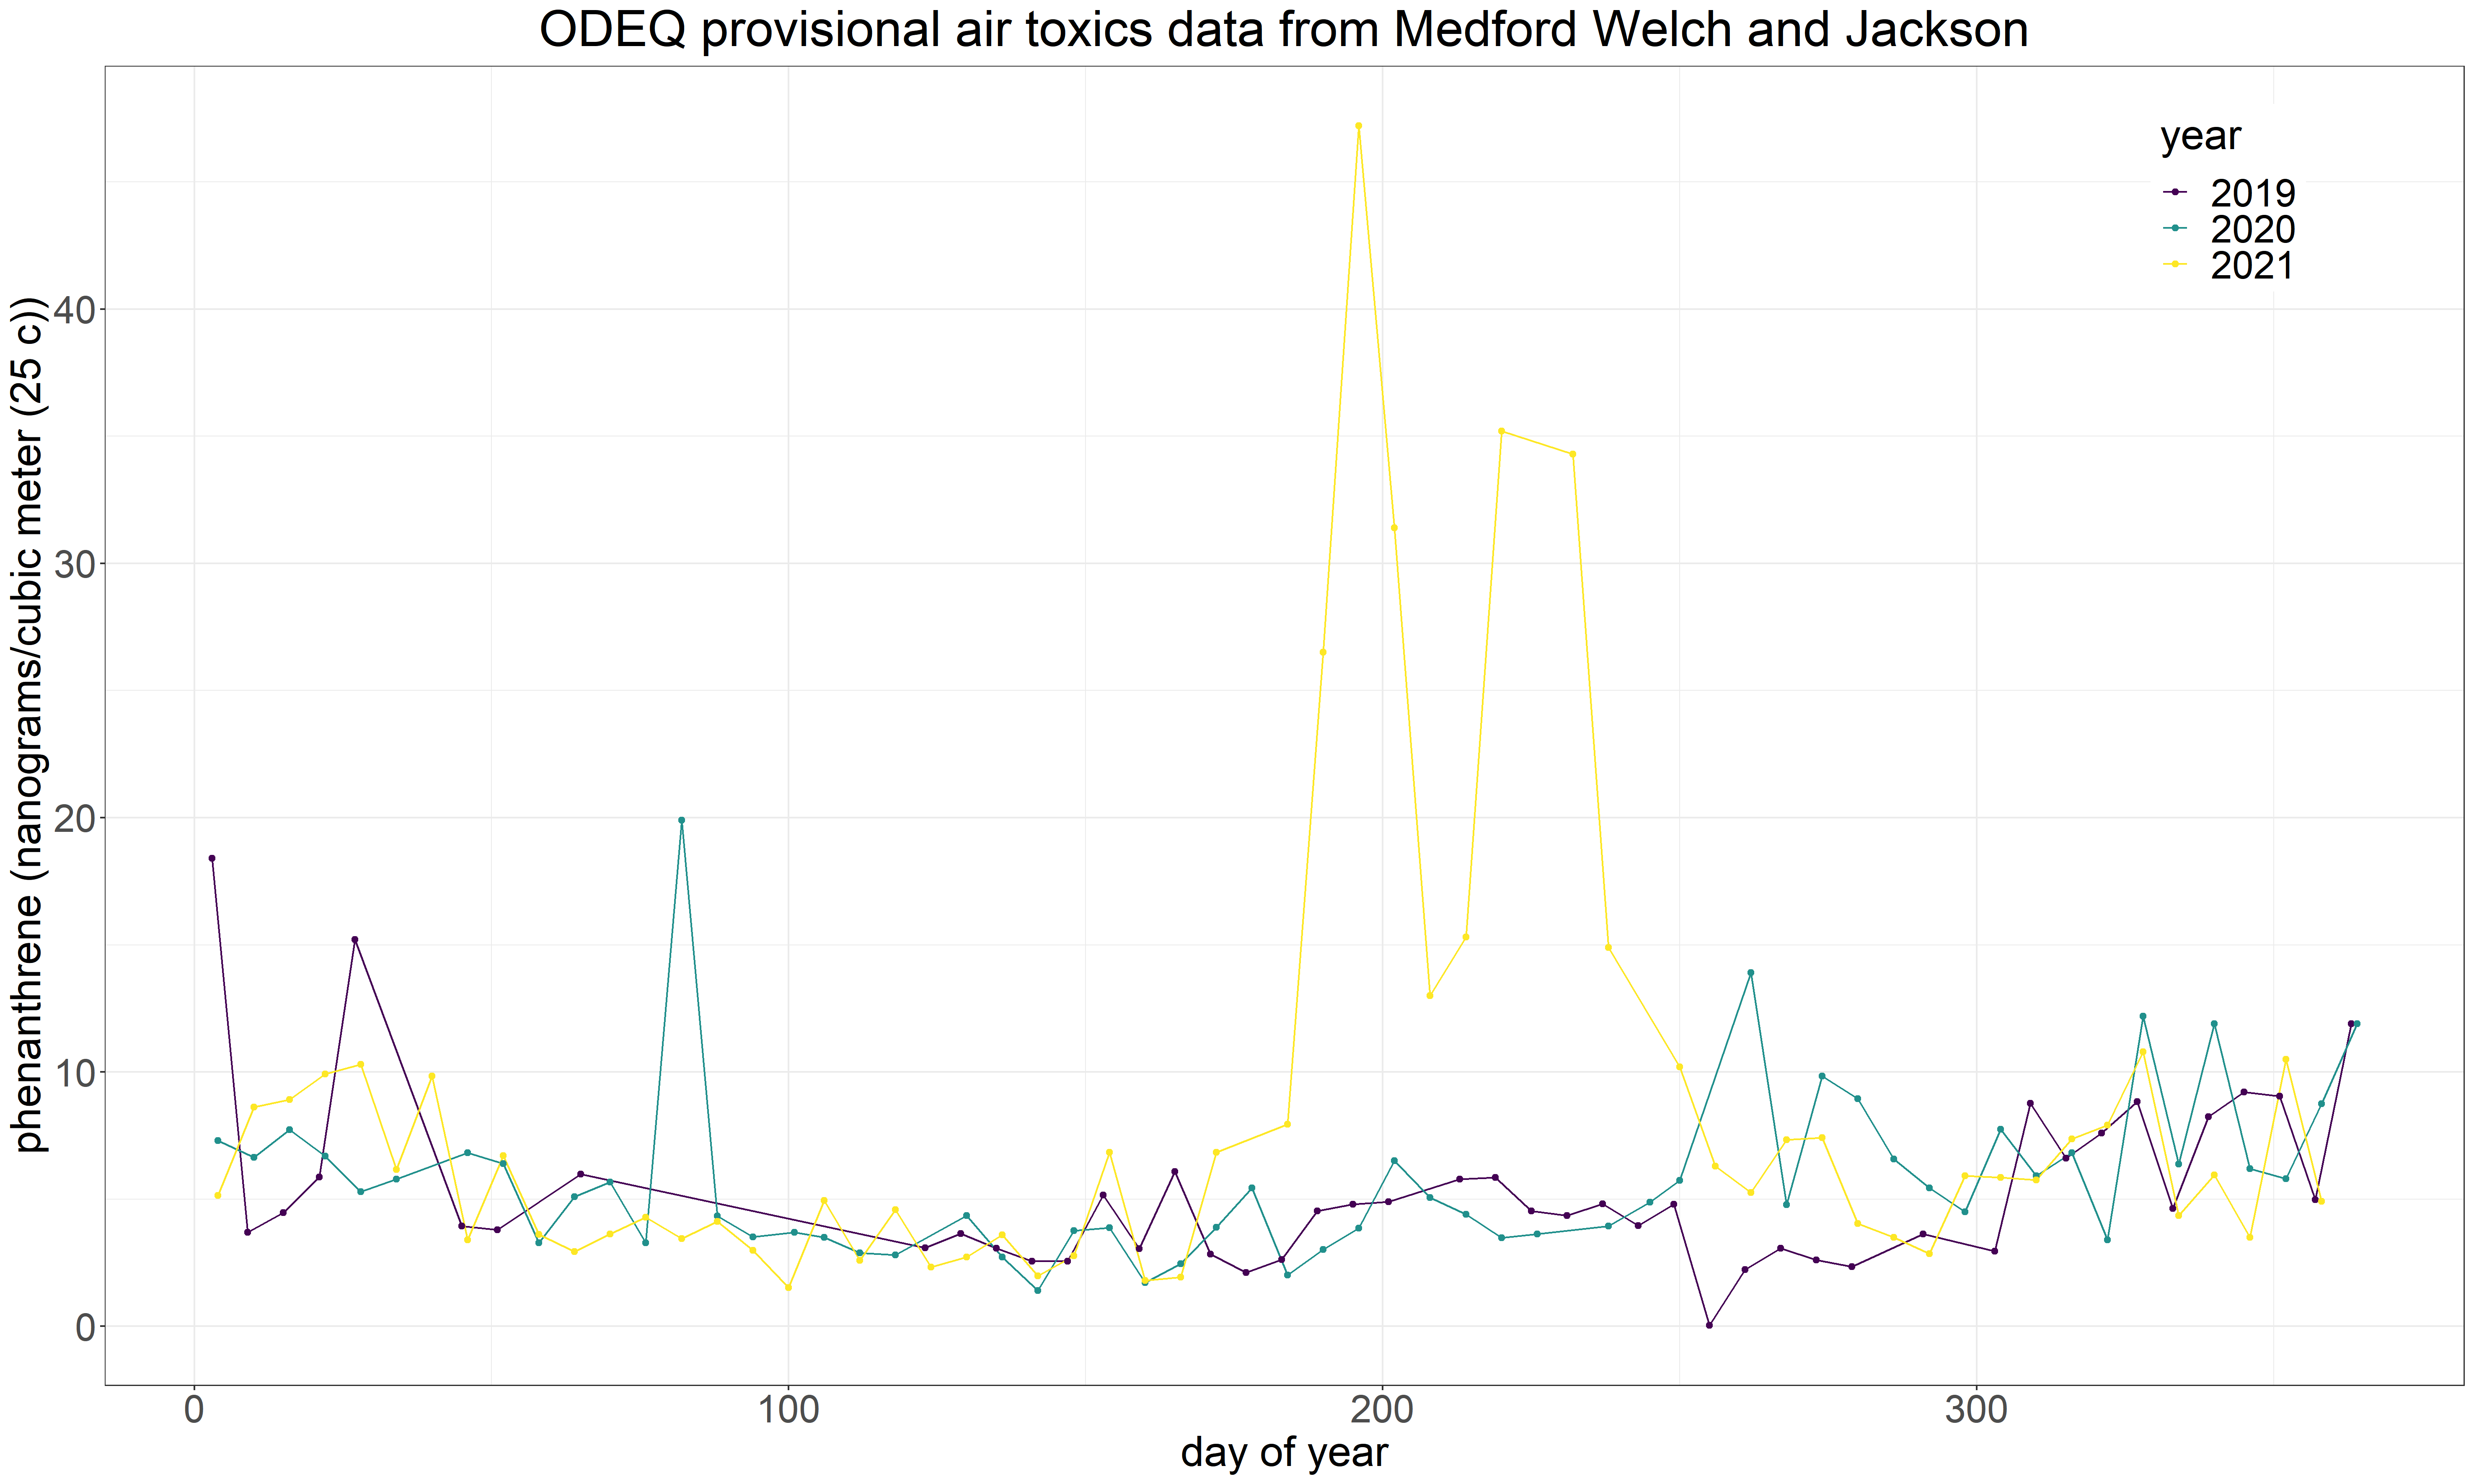 ODEQ provisional air toxics data from Medford Welch and Jackson
year
2019
2020
2021
phenanthrene (nanograms/cubic meter (25 c))
40
30
20
10
0
0 100 200 300
day of year